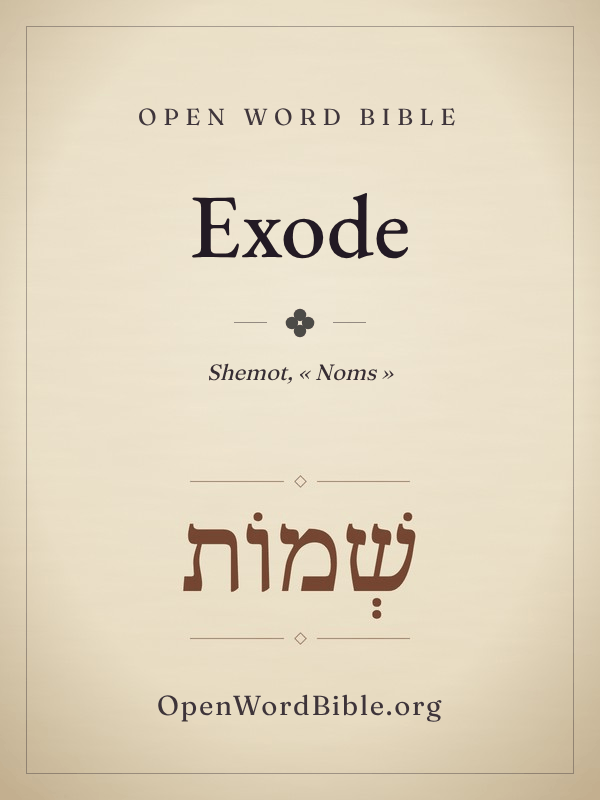 OPEN WORD BIBLE
Exode
Shemot, « Noms »
שְׁמוֹת
OpenWordBible.org